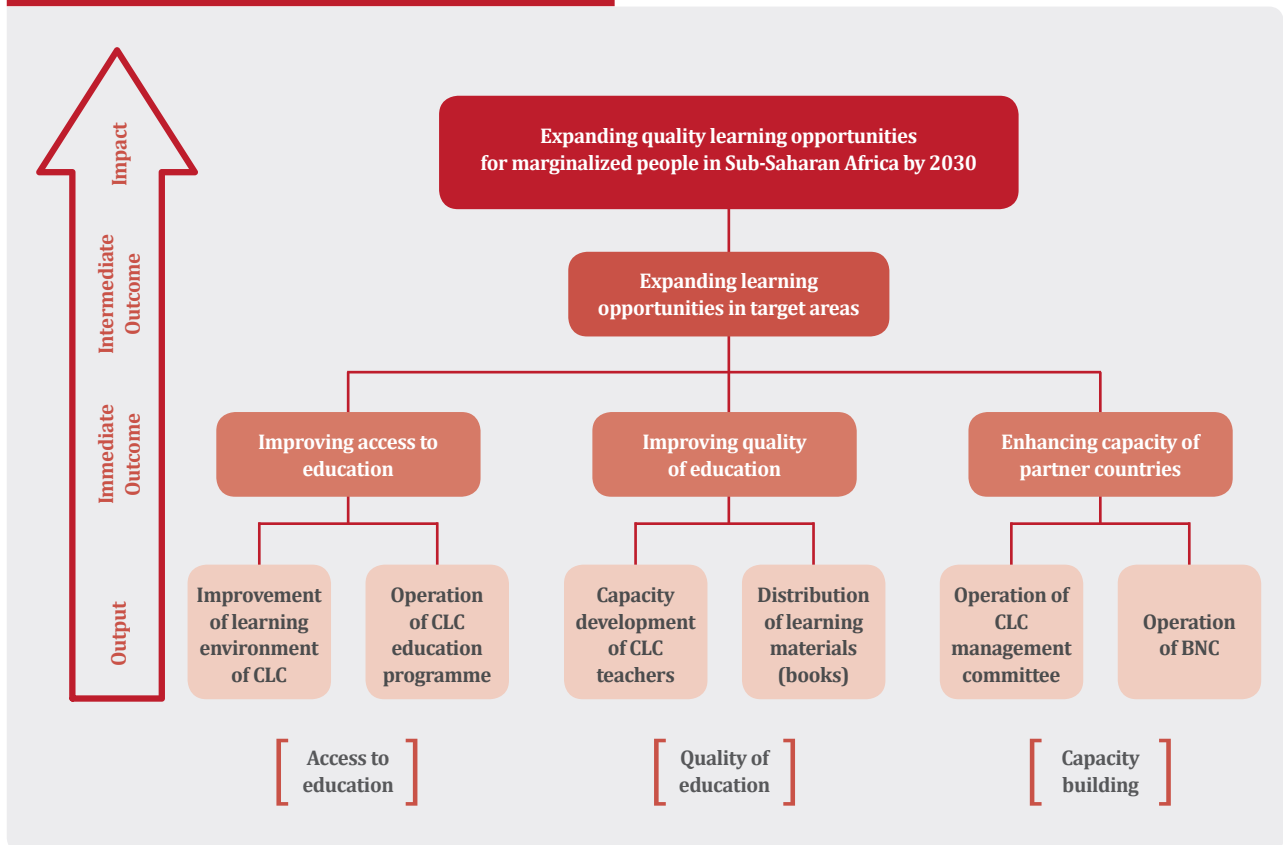 Impact
Intermediate
Outcome
Immediate
Outcome
Output
Expanding quality learning opportunities
for marginalized people in Sub-Saharan Africa by 2030
Expanding learning
opportunities in target areas
Improving access to
education
Improving quality
of education
Enhancing capacity of
partner countries
Improvement
of learning
environment
of CLC
Operation
of CLC
education
programme
Capacity
development
of CLC
teachers
Distribution
of learning
materials
(books)
Operation of
CLC
management
committee
Operation
of BNC
Access to
education
Quality of
education
Capacity
building